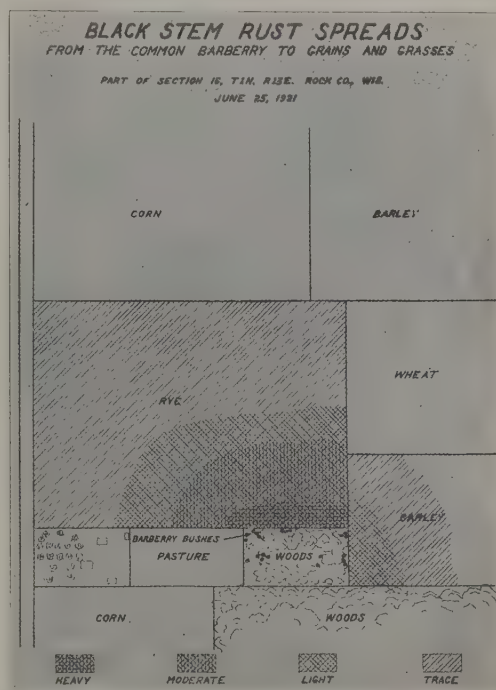 BLACK STEM RUST SPREADS
FROM THE COMMON BARBERRY TO GRAINS AND GRASSES
PART OF SECTION 16, T.1N. R13E. ROCK CO., WIS.
JUNE 25, 1921
CORN
BARLEY
WHEAT
RYE
BARLEY
BARBERRY BUSHES
PASTURE
WOODS
CORN
WOODS
HEAVY
MODERATE
LIGHT
TRACE